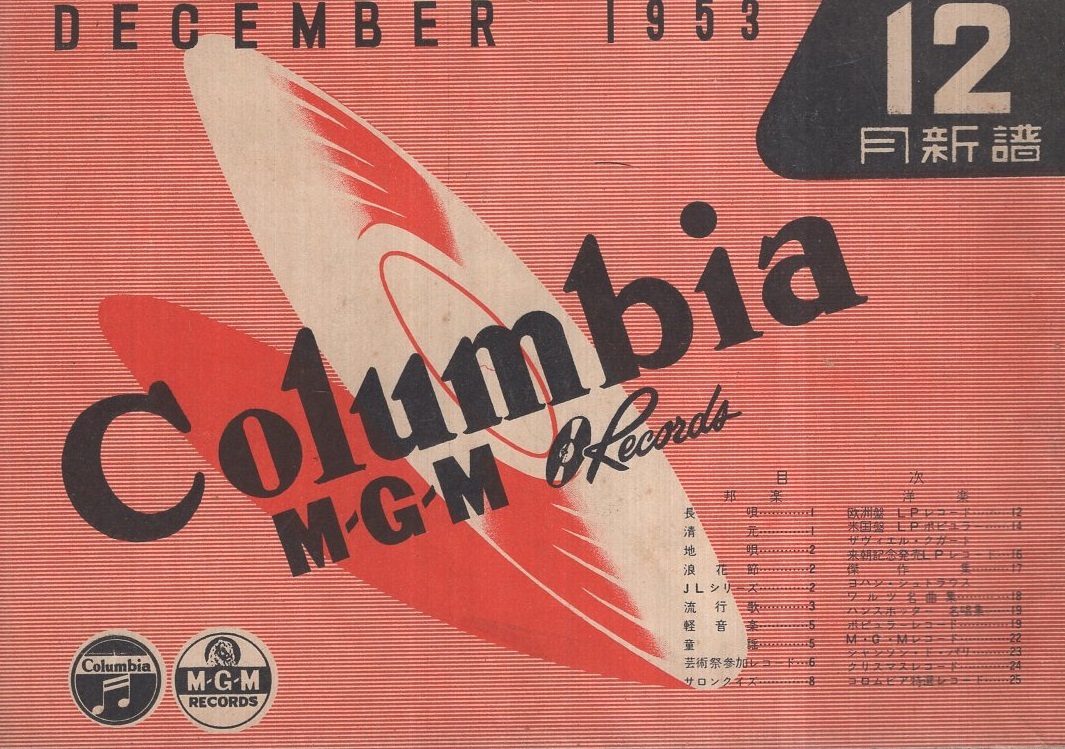 DECEMBER 1953
12
月新譜
Columbia
M-G-M Records
目次
邦楽
長唄…………1
清元…………1
地唄…………2
浪花節…………2
JLシリーズ…………2
流行歌…………3
軽音楽…………5
童謡…………5
芸術祭参加レコード…6
サロンクイズ…………8
洋楽
欧洲盤LPレコード……12
米国盤LPポピュラー……14
ザヴィエル・クガート
来朝記念発売LPレコード…16
傑作集……17
ヨハン・シュトラウス
ワルツ名曲集…………18
ハンスホッター名唱集…19
ポピュラーレコード……19
M・G・Mレコード……22
シャンソン・ド・パリ……23
クリスマスレコード……24
コロムビア特選レコード……25
Columbia
M-G-M
RECORDS